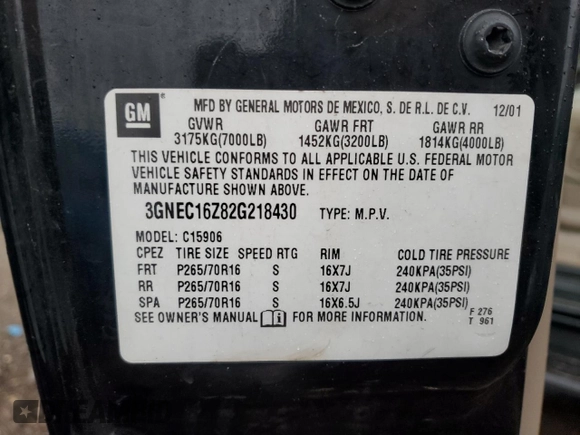 GM
MFD BY GENERAL MOTORS DE MEXICO, S. DE R.L. DE C.V. 12/01
GVWR GAWR FRT GAWR RR
3175KG(7000LB) 1452KG(3200LB) 1814KG(4000LB)
THIS VEHICLE CONFORMS TO ALL APPLICABLE U.S. FEDERAL MOTOR
VEHICLE SAFETY STANDARDS IN EFFECT ON THE DATE OF
MANUFACTURE SHOWN ABOVE.
3GNEC16Z82G218430 TYPE: M.P.V.
MODEL: C15906
CPEZ TIRE SIZE SPEED RTG RIM COLD TIRE PRESSURE
FRT P265/70R16 S 16X7J 240KPA(35PSI)
RR P265/70R16 S 16X7J 240KPA(35PSI)
SPA P265/70R16 S 16X6.5J 240KPA(35PSI)
SEE OWNER'S MANUAL FOR MORE INFORMATION.
F 276
T 961